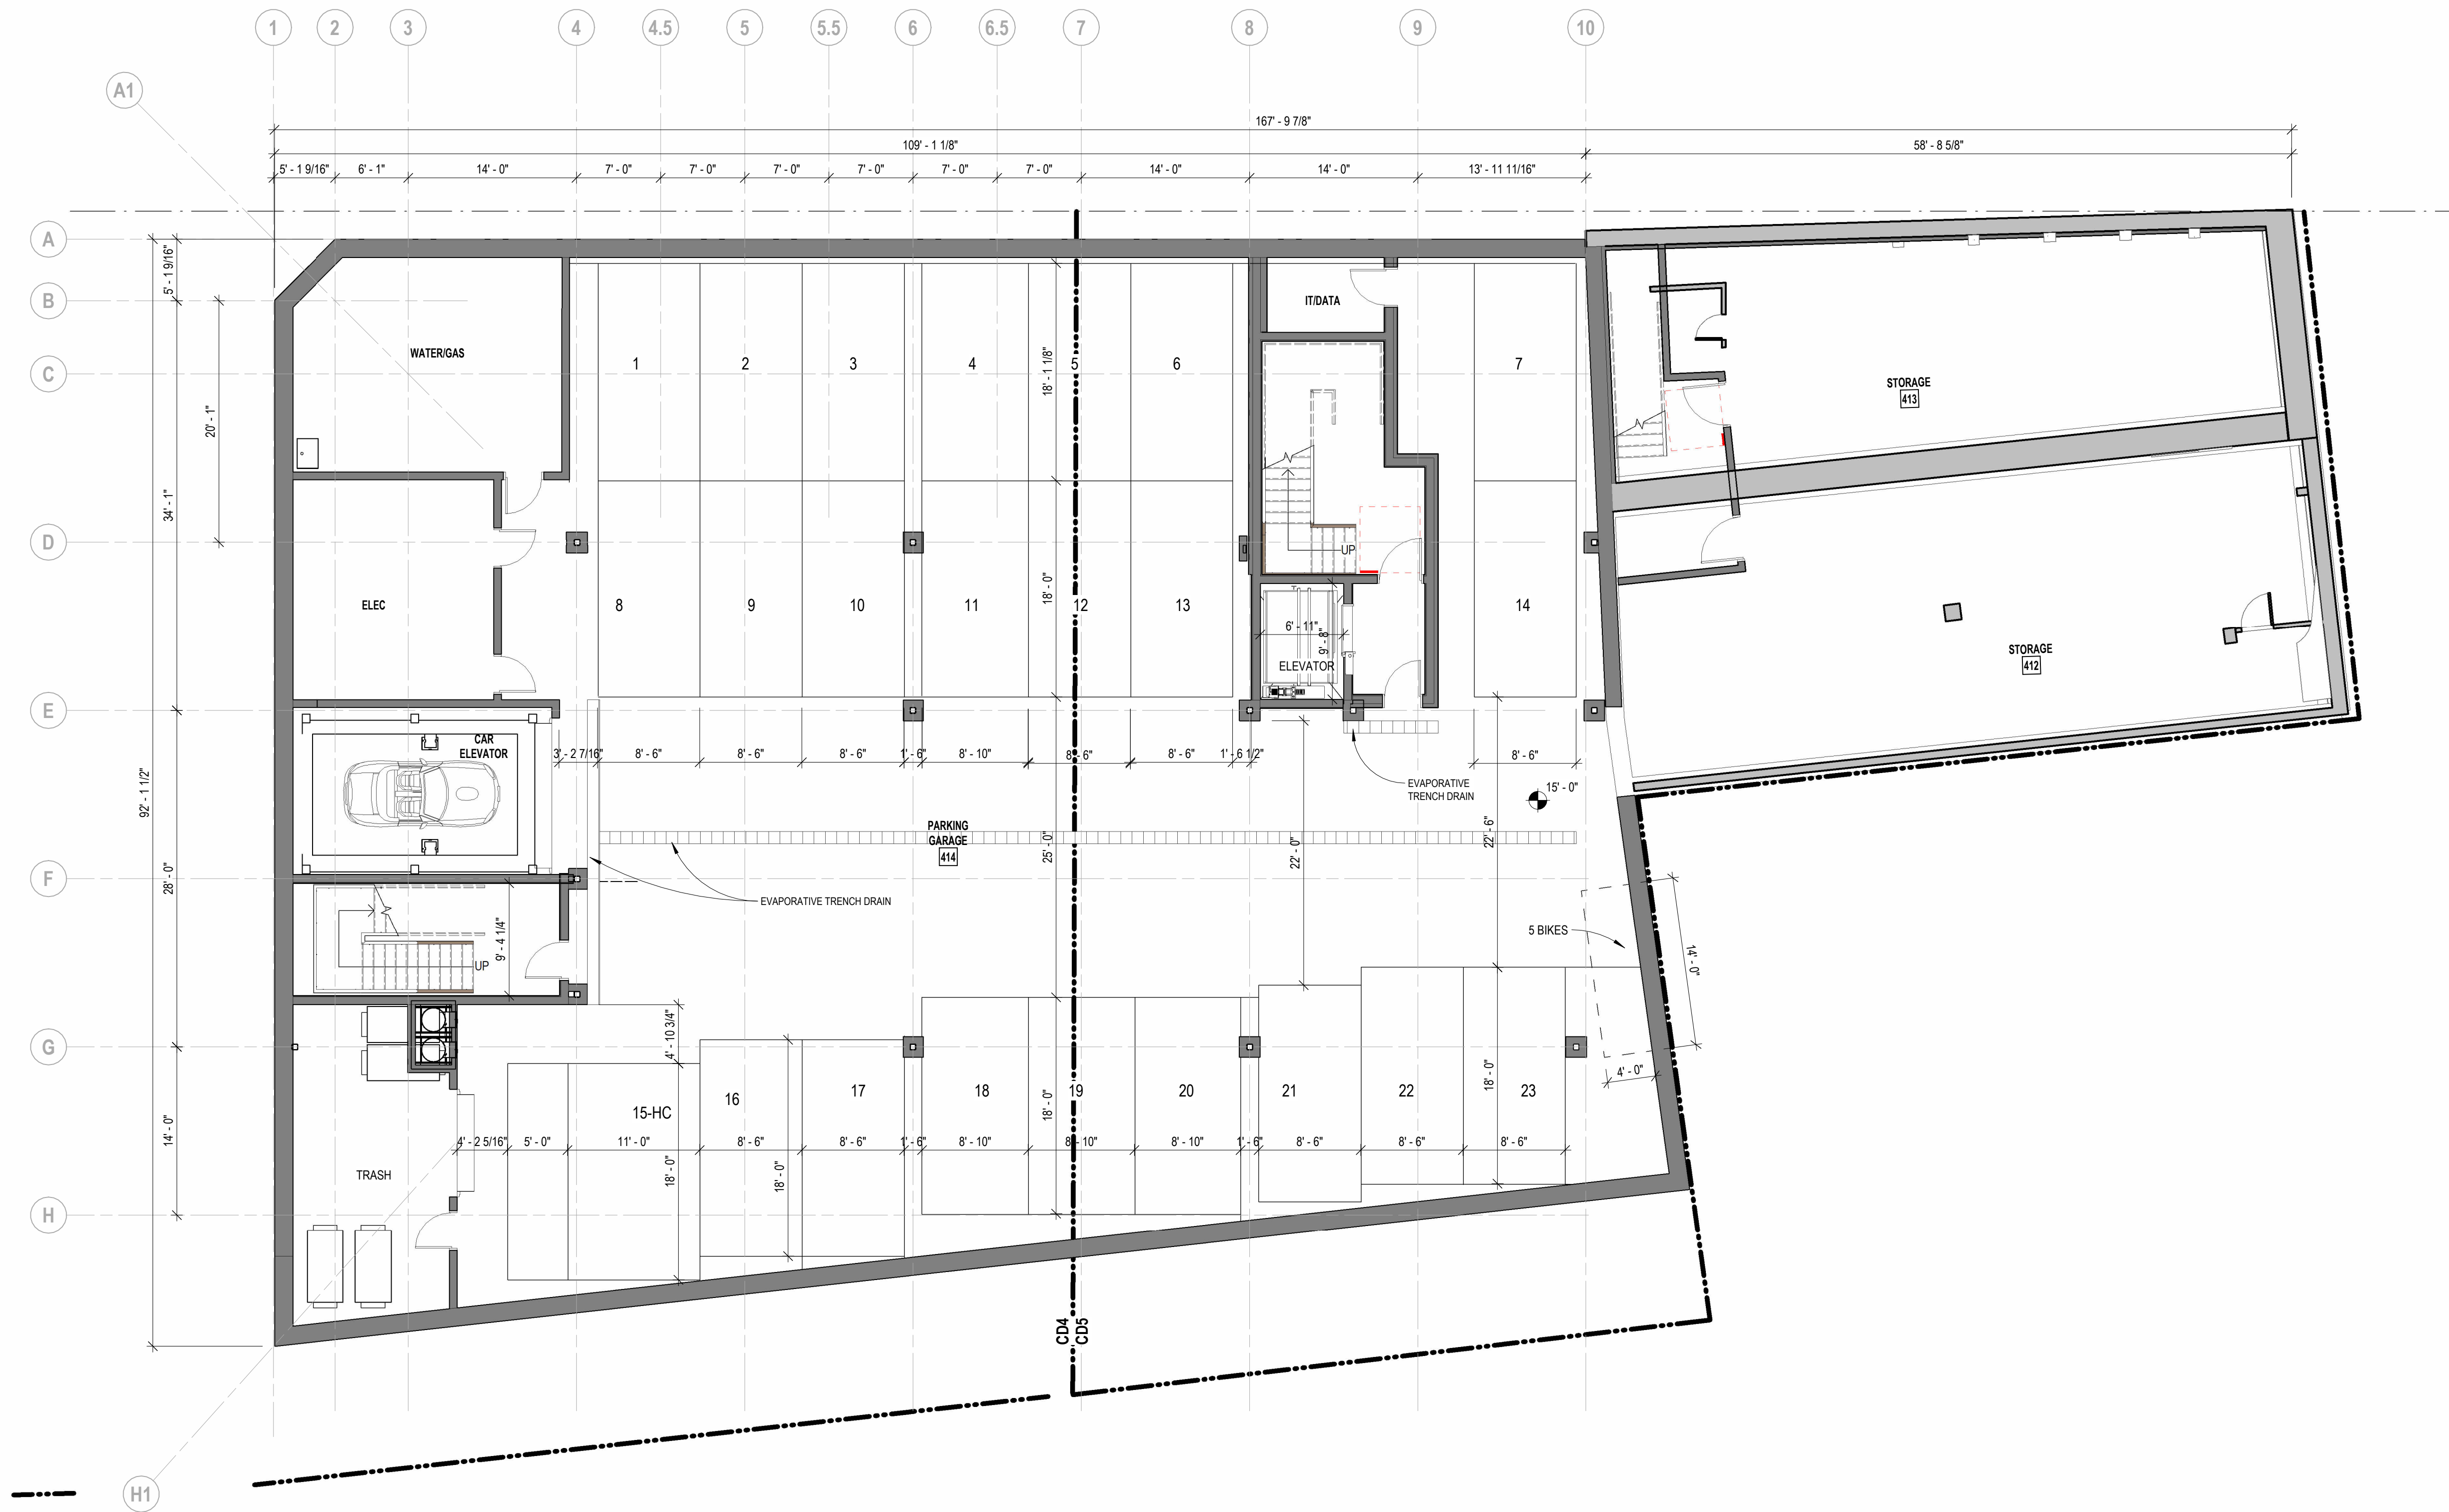 1 2 3 4 4.5 5 5.5 6 6.5 7 8 9 10
A1
167' - 9 7/8"
109' - 1 1/8" 58' - 8 5/8"
5' - 1 9/16" 6' - 1" 14' - 0" 7' - 0" 7' - 0" 7' - 0" 7' - 0" 7' - 0" 7' - 0" 14' - 0" 14' - 0" 13' - 11 11/16"
A
5' - 1 9/16"
B
IT/DATA
WATER/GAS
1 2 3 4 5 6 7
18' - 1 1/8"
C
STORAGE
413
20' - 1"
34' - 1"
D
UP
18' - 0"
ELEC
8 9 10 11 12 13 14
6' - 11"
9' - 8"
ELEVATOR
STORAGE
412
E
CAR
ELEVATOR
3' - 2 7/16" 8' - 6" 8' - 6" 8' - 6" 1' - 6" 8' - 10" 8' - 6" 8' - 6" 1' - 6 1/2" 8' - 6"
92' - 1 1/2"
EVAPORATIVE
TRENCH DRAIN
15' - 0"
PARKING
GARAGE
414
25' - 0"
22' - 0"
22' - 6"
F
28' - 0"
EVAPORATIVE TRENCH DRAIN
9' - 4 1/4"
UP
5 BIKES
14' - 0"
4' - 10 3/4"
G
4' - 0"
15-HC 16 17 18 19 20 21 22 23
18' - 0"
18' - 0"
14' - 0"
4' - 2 5/16" 5' - 0" 11' - 0" 8' - 6" 8' - 6" 1' - 6" 8' - 10" 8' - 10" 8' - 10" 1' - 6" 8' - 6" 8' - 6" 8' - 6"
18' - 0"
18' - 0"
TRASH
H
CD4
CD5
H1